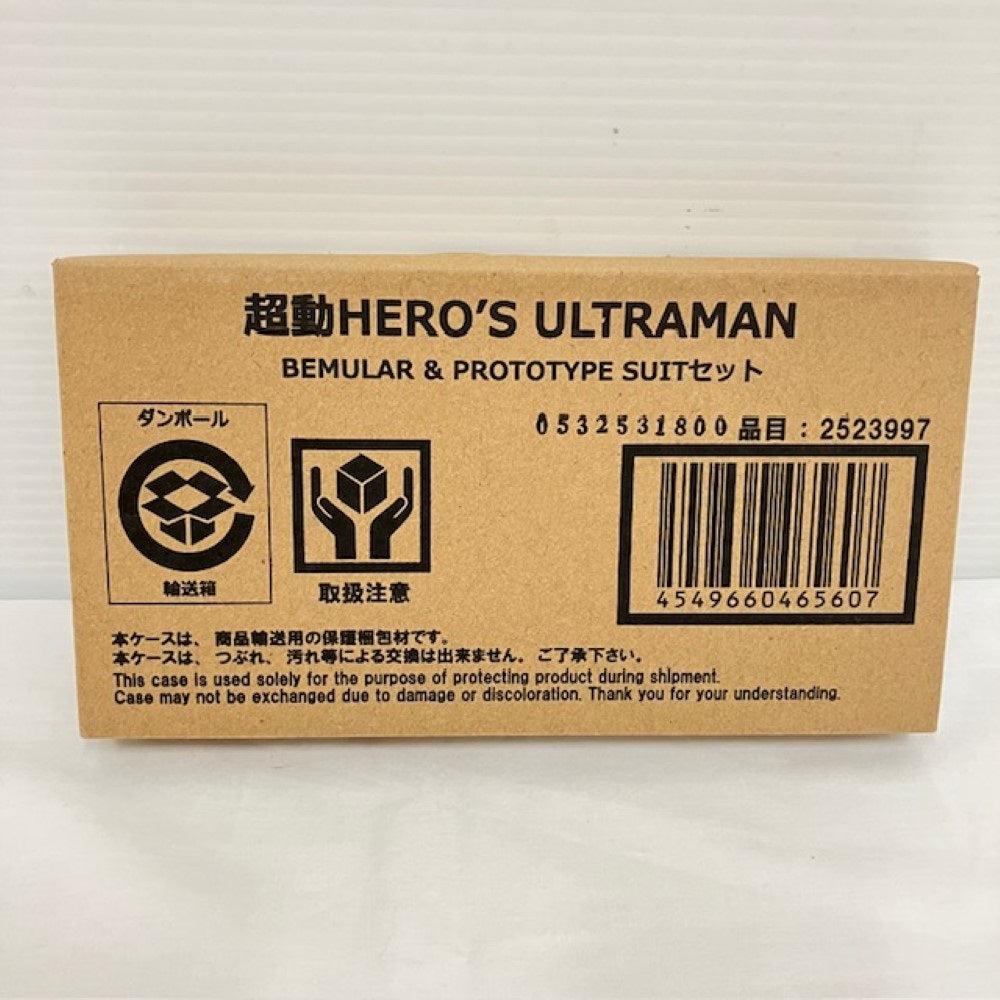 超動HERO'S ULTRAMAN
BEMULAR & PROTOTYPE SUITセット
ダンボール
輸送箱
取扱注意
0532531800 品目：2523997
4549660465607
本ケースは、商品輸送用の保護梱包材です。
本ケースは、つぶれ、汚れ等による交換は出来ません。ご了承下さい。
This case is used solely for the purpose of protecting product during shipment.
Case may not be exchanged due to damage or discoloration. Thank you for your understanding.